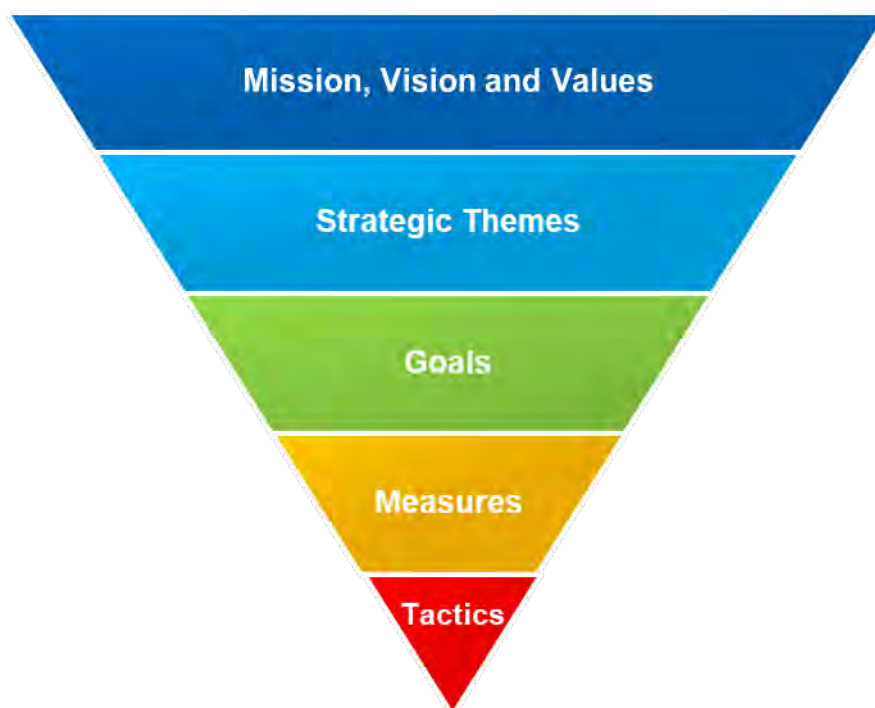 Mission, Vision and Values
Strategic Themes
Goals
Measures
Tactics